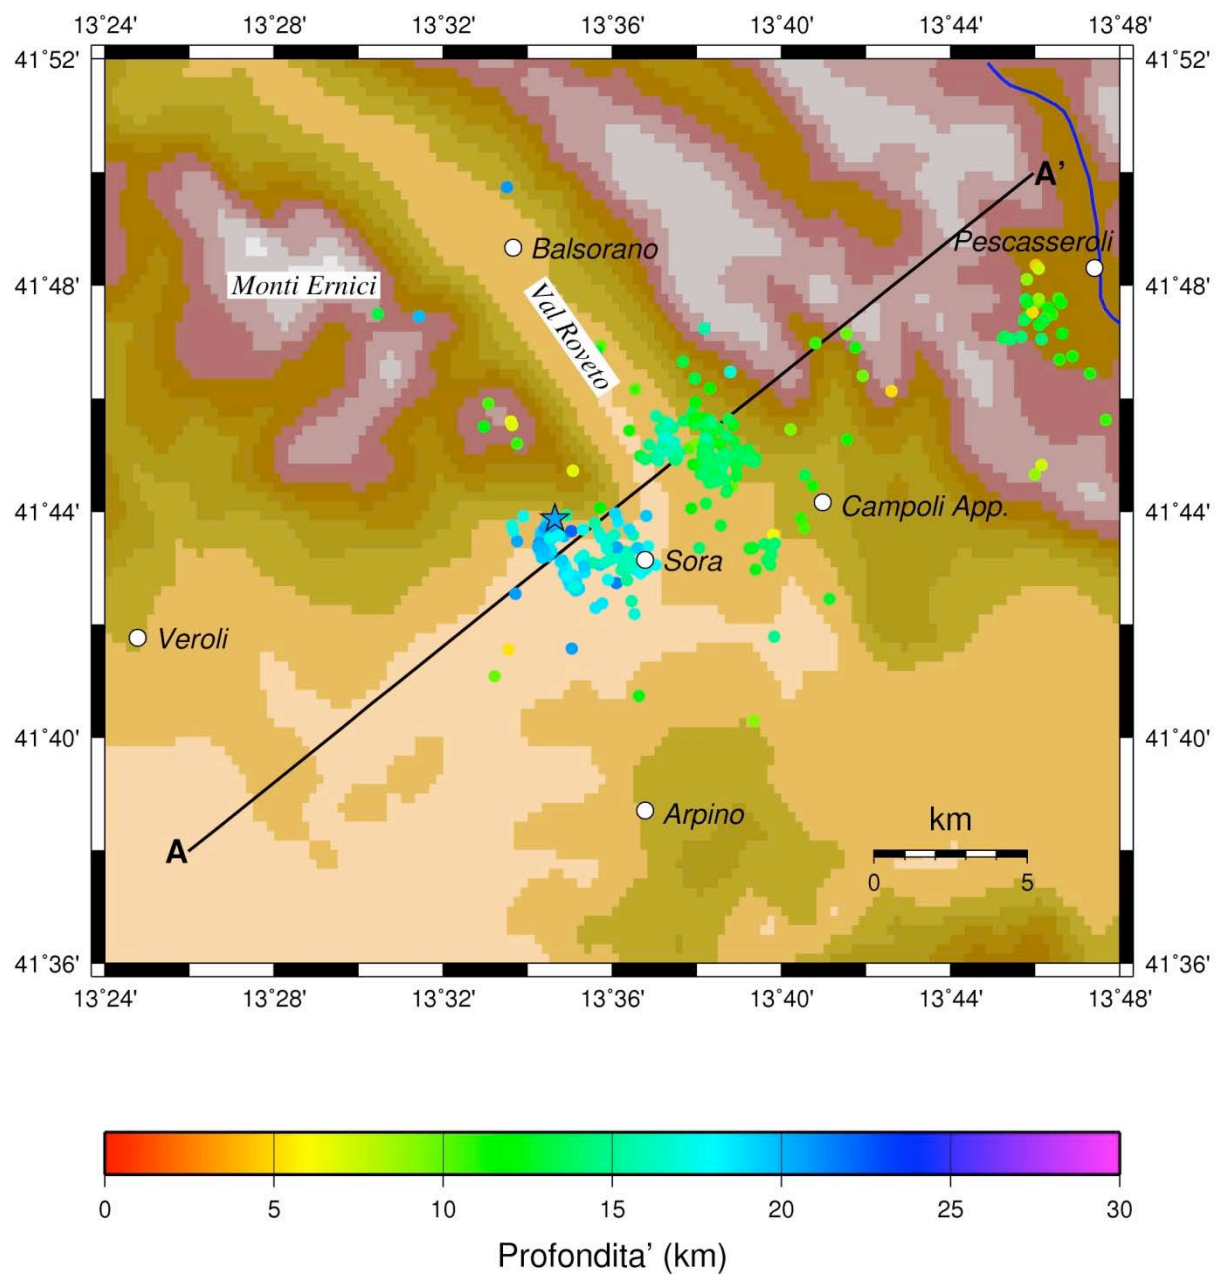 13˚24' 13˚28' 13˚32' 13˚36' 13˚40' 13˚44' 13˚48'
41˚52' 41˚52'
A'
Pescasseroli
Balsorano
Monti Ernici
41˚48' 41˚48'
Val Roveto
41˚44' 41˚44'
Campoli App.
Sora
Veroli
41˚40' 41˚40'
Arpino
km
A
0 5
41˚36' 41˚36'
13˚24' 13˚28' 13˚32' 13˚36' 13˚40' 13˚44' 13˚48'
0 5 10 15 20 25 30
Profondita' (km)